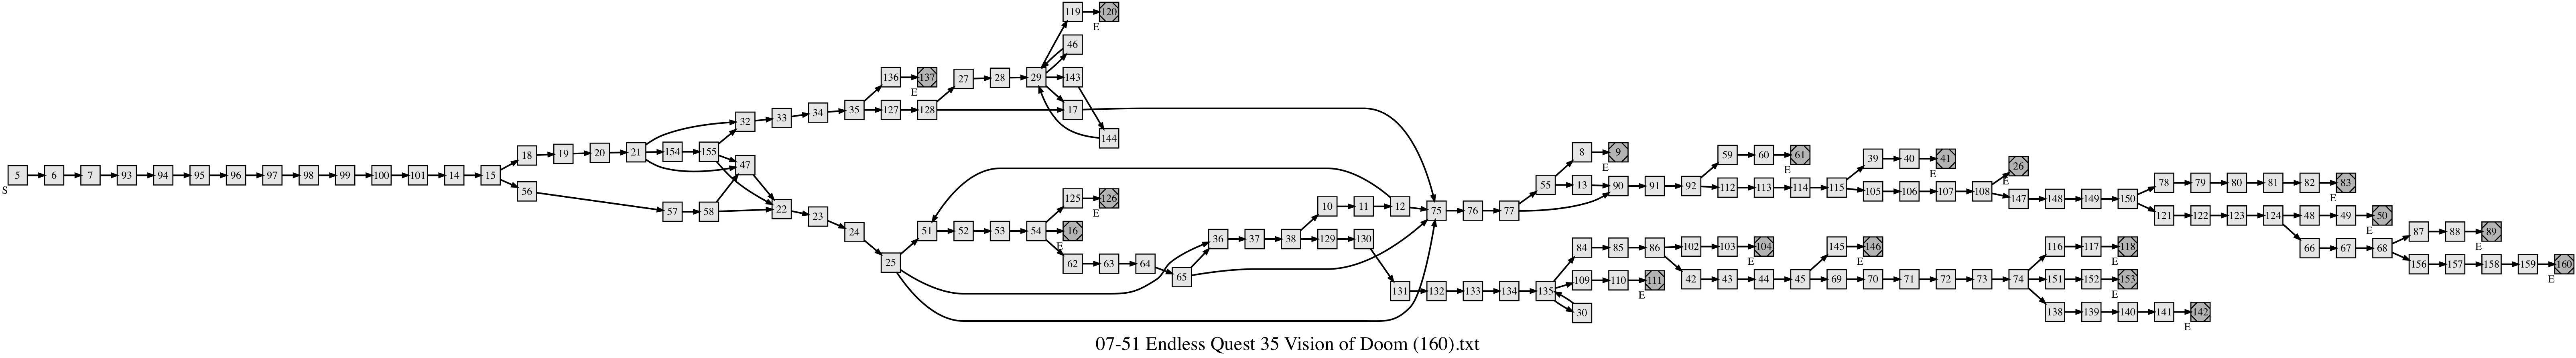 119 120
E
46
136 137 27 28 29 143
E
32 33 34 35 127 128 17
144
18 19 20 21 154 155 47 8 9 59 60 61 39 40 41 26
E E E E
5 6 7 93 94 95 96 97 98 99 100 101 14 15 56 55 13 90 91 92 112 113 114 115 105 106 107 108 147 148 149 150 78 79 80 81 82 83
S E
57 58 22 23 24 125 126 10 11 12 75 76 77 121 122 123 124 48 49 50
E E
25 51 52 53 54 16 36 37 38 129 130 87 88 89
E E
62 63 64 65 84 85 86 102 103 104 145 146 116 117 118 66 67 68 156 157 158 159 160
E E E E
131 132 133 134 135 109 110 111 42 43 44 45 69 70 71 72 73 74 151 152 153
E E
30 138 139 140 141 142
E
07-51 Endless Quest 35 Vision of Doom (160).txt